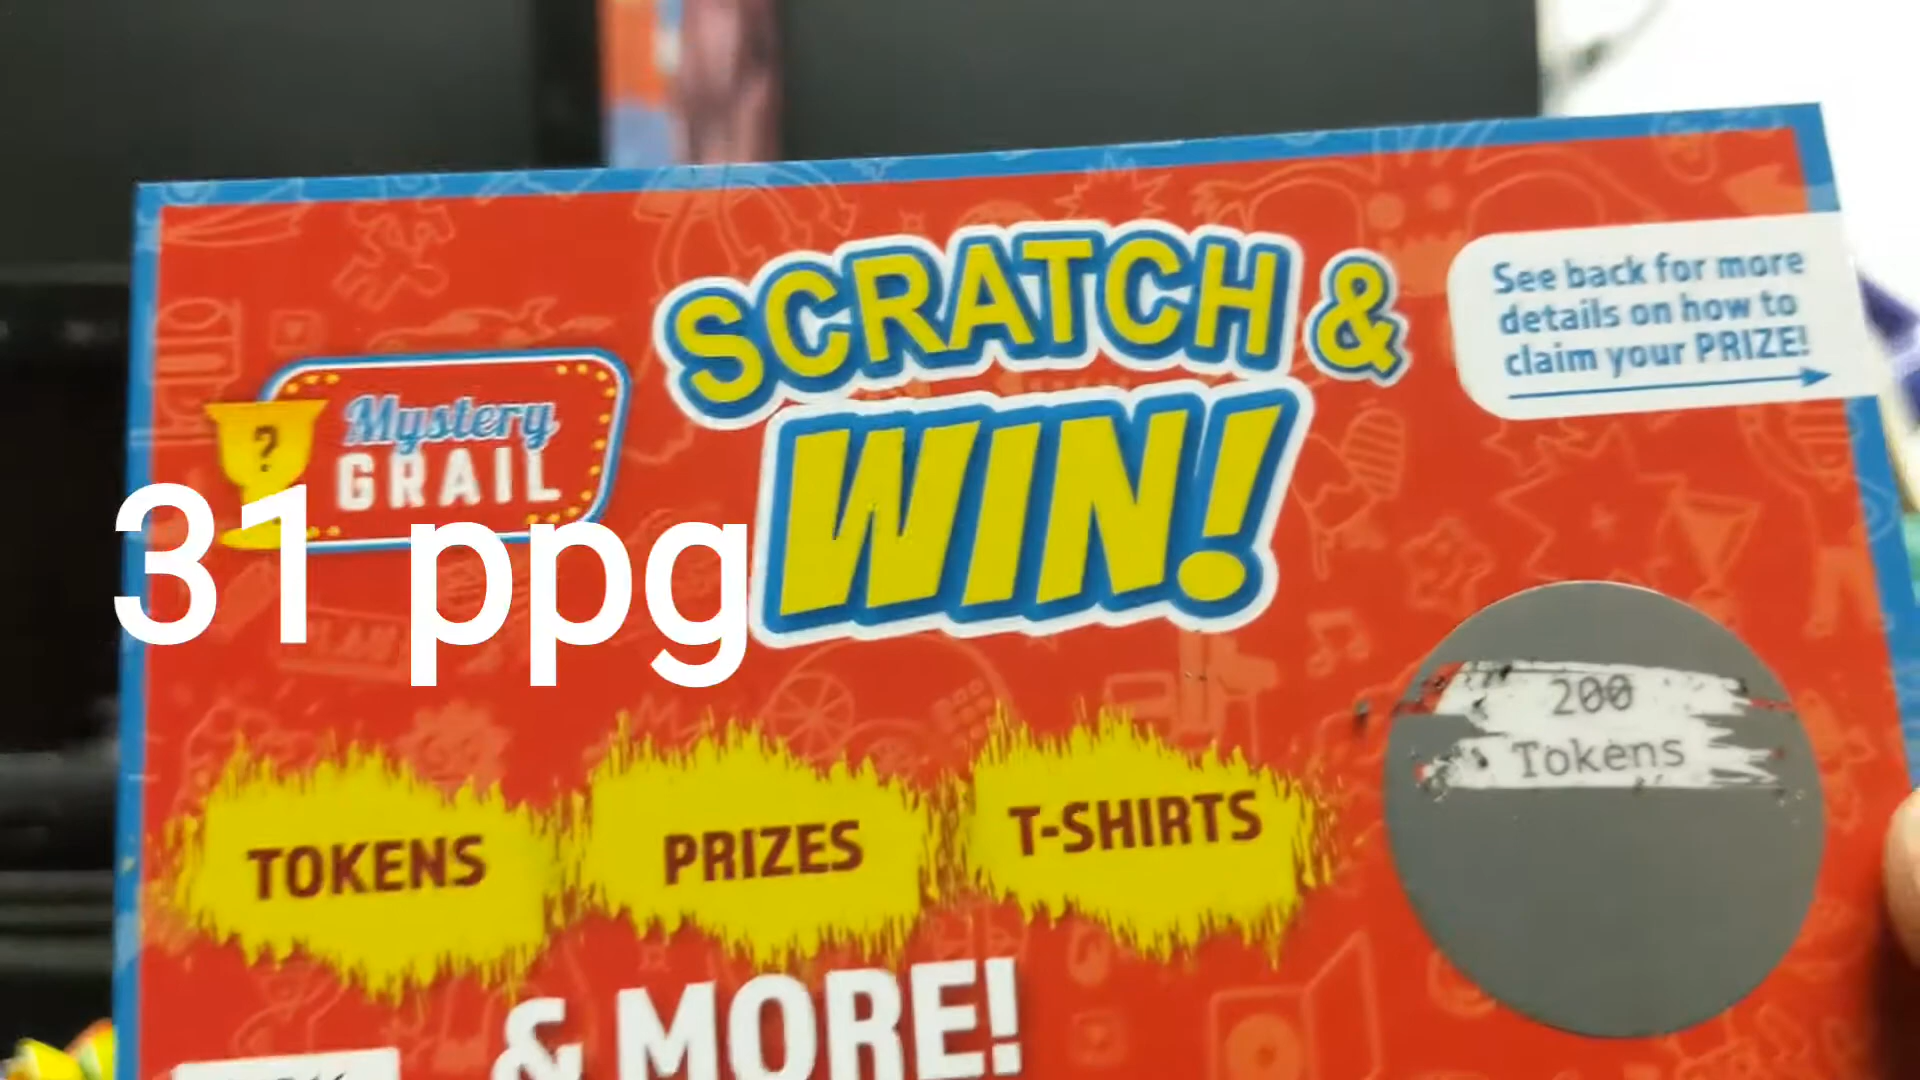 SCRATCH &
WIN!
See back for more
details on how to
claim your PRIZE!
?
Mystery
GRAIL
31 ppg
200
Tokens
TOKENS
PRIZES
T-SHIRTS
& MORE!